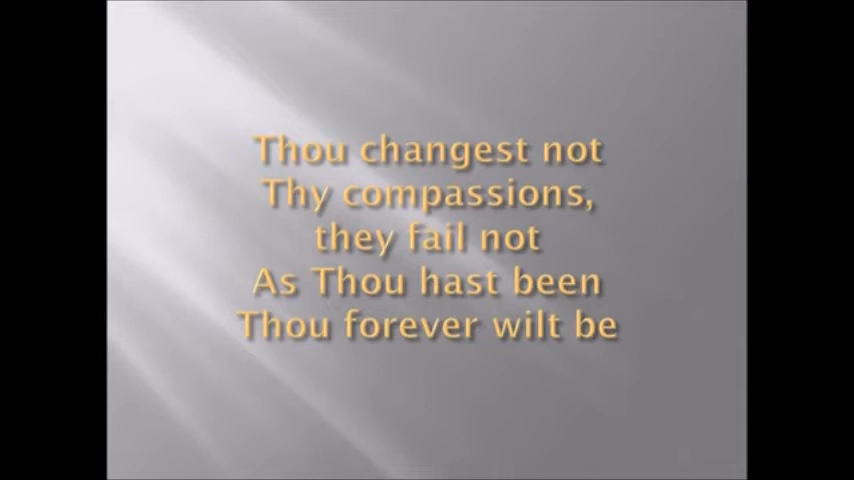 Thou changest not
Thy compassions,
they fail not
As Thou hast been
Thou forever wilt be